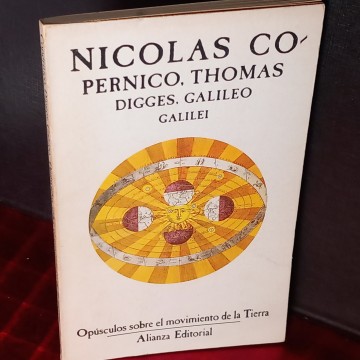 NICOLAS CO-
PERNICO, THOMAS
DIGGES, GALILEO
GALILEI
Opúsculos sobre el movimiento de la Tierra
Alianza Editorial